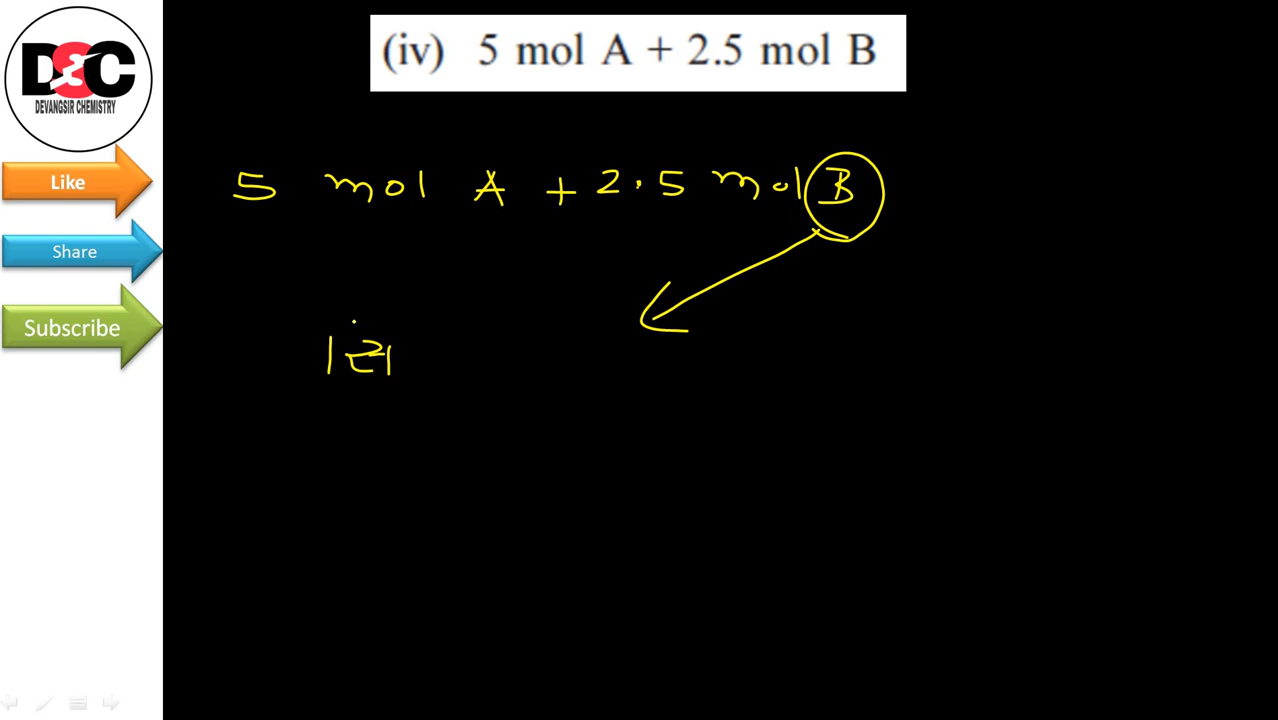 (iv) 5 mol A + 2.5 mol B
D&C
DEVANGSIR CHEMISTRY
Like
5 mol A + 2.5 mol B
Share
Subscribe